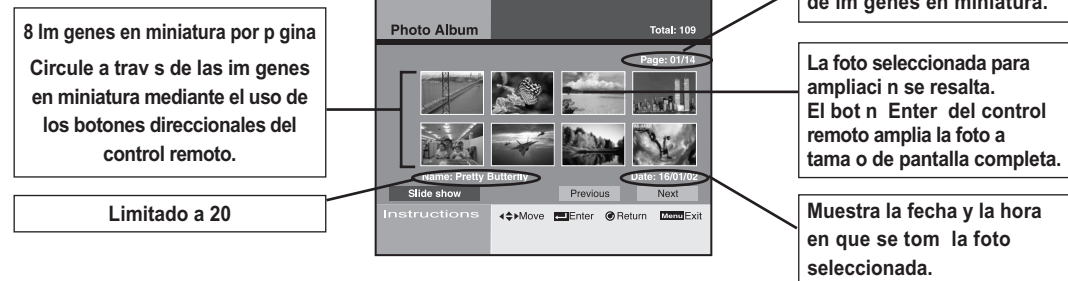 8 Im genes en miniatura por p gina
Circule a trav s de las im genes
en miniatura mediante el uso de
los botones direccionales del
control remoto.
Limitado a 20
Photo Album
Total: 109
Page: 01/14
Name: Pretty Butterfly
Date: 16/01/02
Slide show
Previous
Next
Instructions
Move Enter Return Menu Exit
de im genes en miniatura.
La foto seleccionada para
ampliaci n se resalta.
El bot n Enter del control
remoto amplia la foto a
tama o de pantalla completa.
Muestra la fecha y la hora
en que se tom la foto
seleccionada.